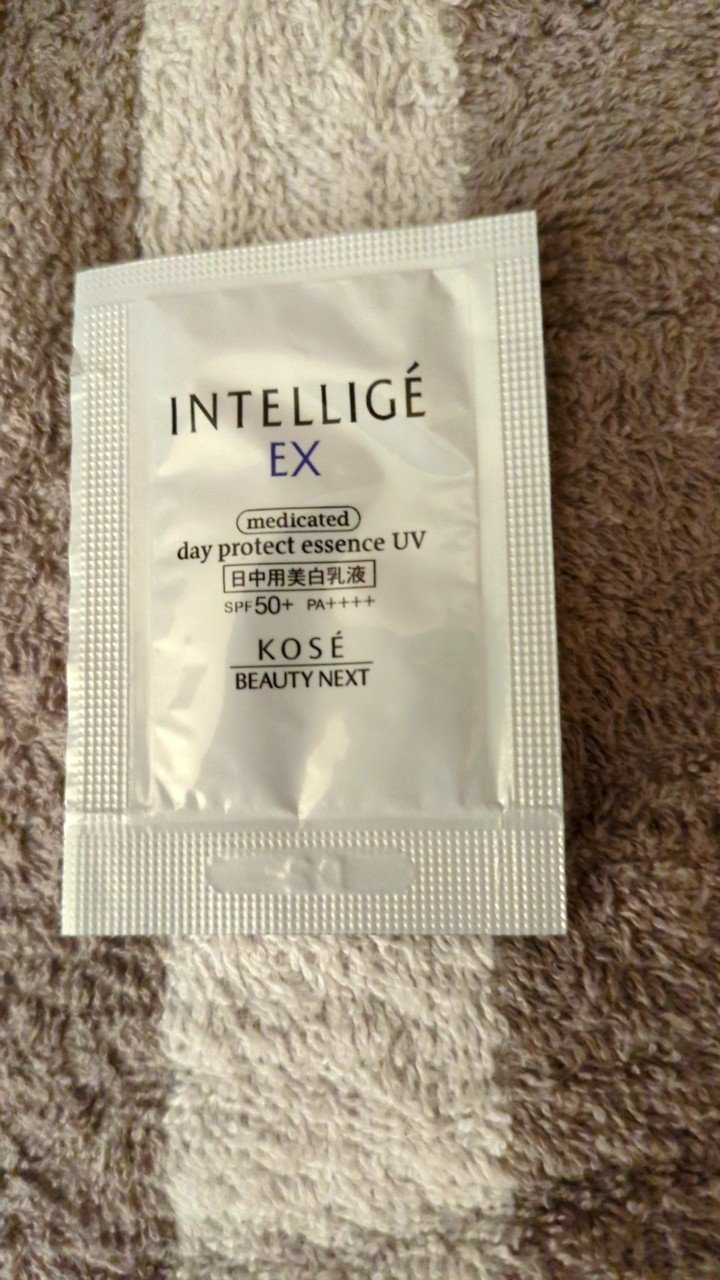 INTELLIGÉ
EX
medicated
day protect essence UV
日中用美白乳液
SPF50+ PA++++
KOSÉ
BEAUTY NEXT